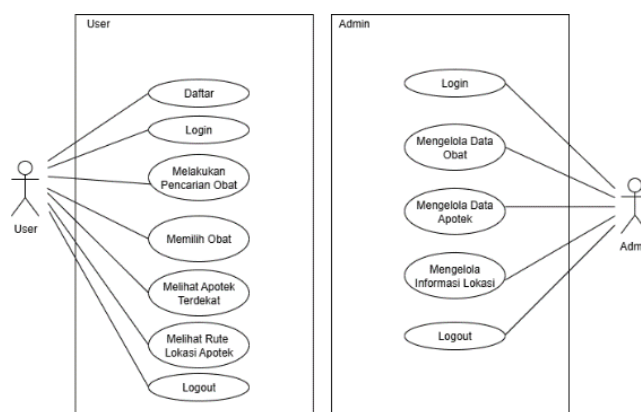 User
Daftar
Login
Melakukan
Pencarian Obat
Memilih Obat
Melihat Apotek
Terdekat
Melihat Rute
Lokasi Apotek
Logout
User
Admin
Login
Mengelola Data
Obat
Mengelola Data
Apotek
Mengelola
Informasi Lokasi
Logout
Adm